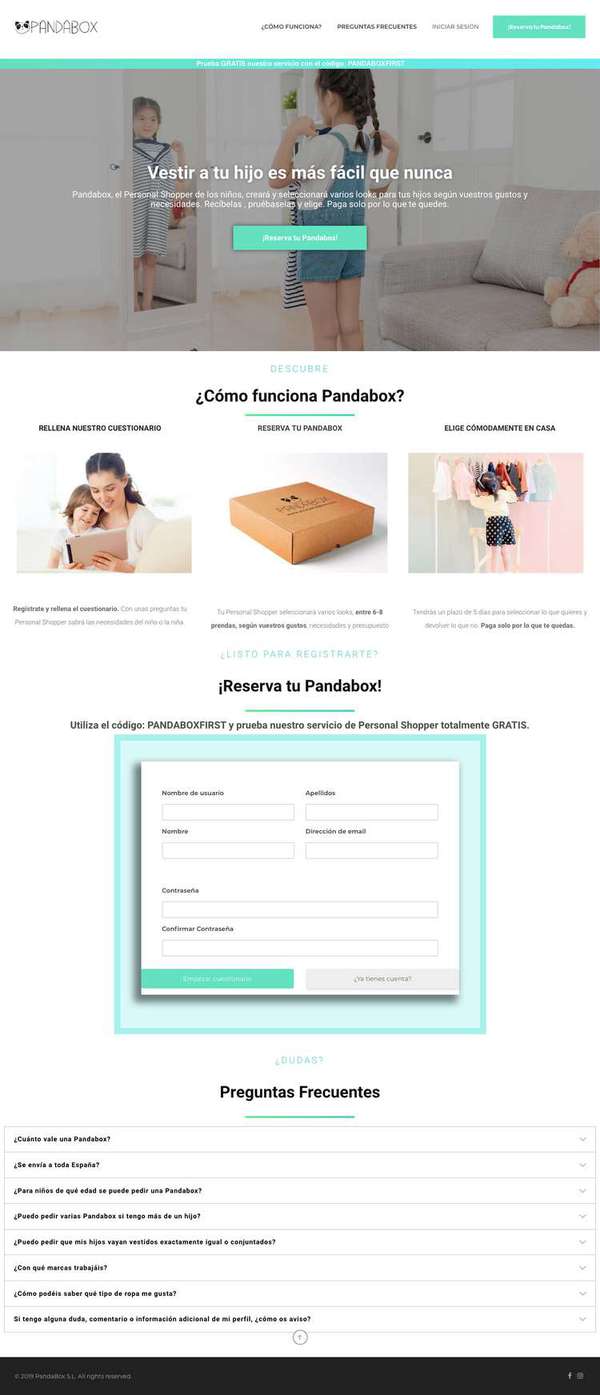 PANDABOX
¿CÓMO FUNCIONA? PREGUNTAS FRECUENTES INICIAR SESIÓN ¡Reserva tu Pandabox!
Prueba GRATIS nuestro servicio con el código: PANDABOXFIRST
Vestir a tu hijo es más fácil que nunca
Pandabox, el Personal Shopper de los niños, creará y seleccionará varios looks para tus hijos según vuestros gustos y
necesidades. Recíbelas , pruébaselas y elige. Paga solo por lo que te quedes.
¡Reserva tu Pandabox!
DESCUBRE
¿Cómo funciona Pandabox?
RELLENA NUESTRO CUESTIONARIO
RESERVA TU PANDABOX
ELIGE CÓMODAMENTE EN CASA
PANDABOX
Regístrate y rellena el cuestionario. Con unas preguntas tu
Personal Shopper sabrá las necesidades del niño o la niña.
Tu Personal Shopper seleccionará varios looks, entre 6-8
prendas, según vuestros gustos, necesidades y presupuesto
Tendrás un plazo de 5 días para seleccionar lo que quieres y
devolver lo que no. Paga solo por lo que te quedas.
¿LISTO PARA REGISTRARTE?
¡Reserva tu Pandabox!
Utiliza el código: PANDABOXFIRST y prueba nuestro servicio de Personal Shopper totalmente GRATIS.
Nombre de usuario Apellidos
Nombre Dirección de email
Contraseña
Confirmar Contraseña
Empezar cuestionario ¿Ya tienes cuenta?
¿DUDAS?
Preguntas Frecuentes
¿Cuánto vale una Pandabox?
¿Se envía a toda España?
¿Para niños de qué edad se puede pedir una Pandabox?
¿Puedo pedir varias Pandabox si tengo más de un hijo?
¿Puedo pedir que mis hijos vayan vestidos exactamente igual o conjuntados?
¿Con qué marcas trabajáis?
¿Cómo podéis saber qué tipo de ropa me gusta?
Si tengo alguna duda, comentario o información adicional de mi perfil, ¿cómo os aviso?
© 2019 PandaBox S.L. All rights reserved.